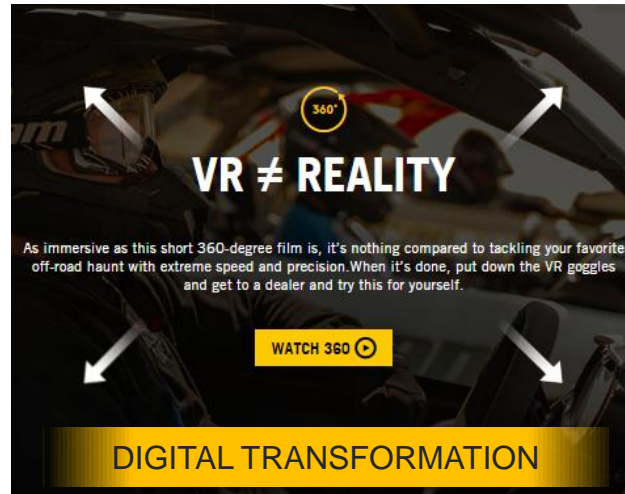 360°
VR ≠ REALITY
As immersive as this short 360-degree film is, it's nothing compared to tackling your favorite
off-road haunt with extreme speed and precision.When it's done, put down the VR goggles
and get to a dealer and try this for yourself.
WATCH 360
DIGITAL TRANSFORMATION